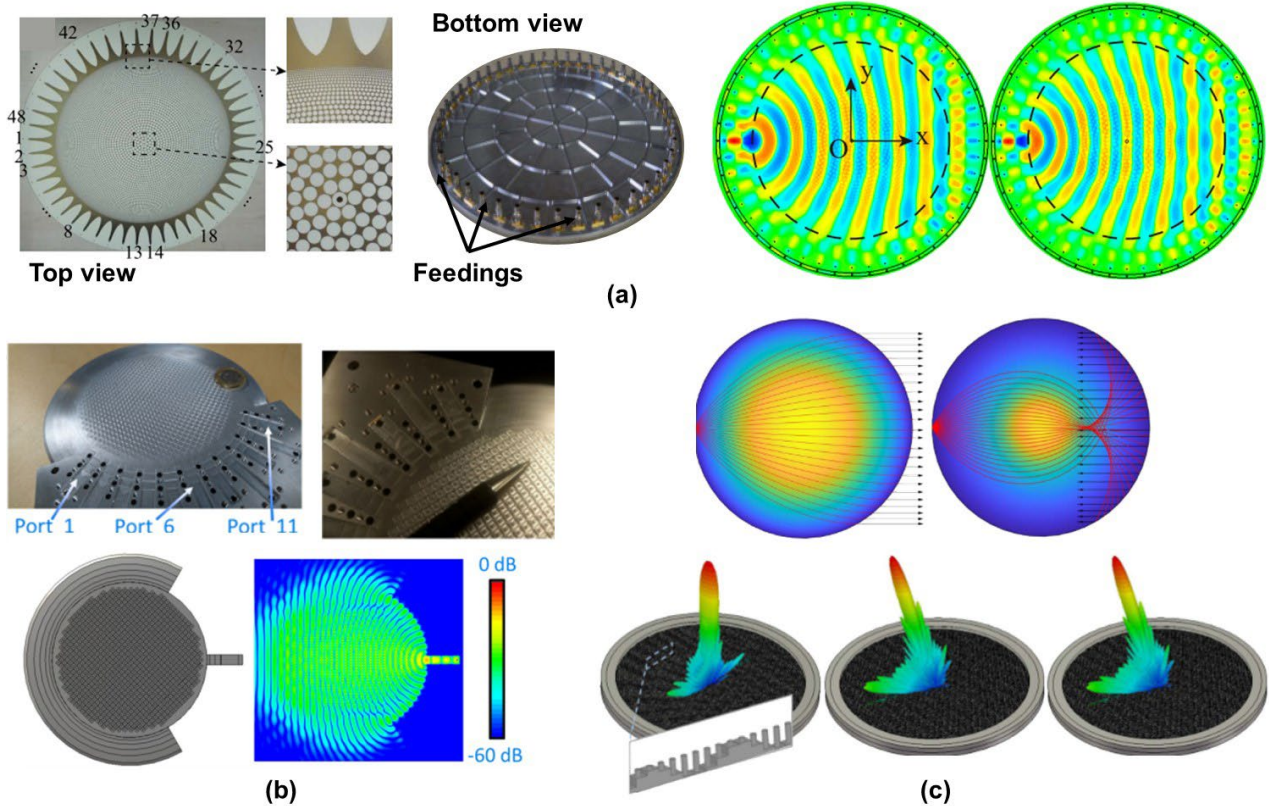 37 36
42
32
48
1
2
3
25
8
18
13 14
Top view
Bottom view
Feedings
y
O
x
(a)
Port 1
Port 6
Port 11
0 dB
-60 dB
(b)
(c)